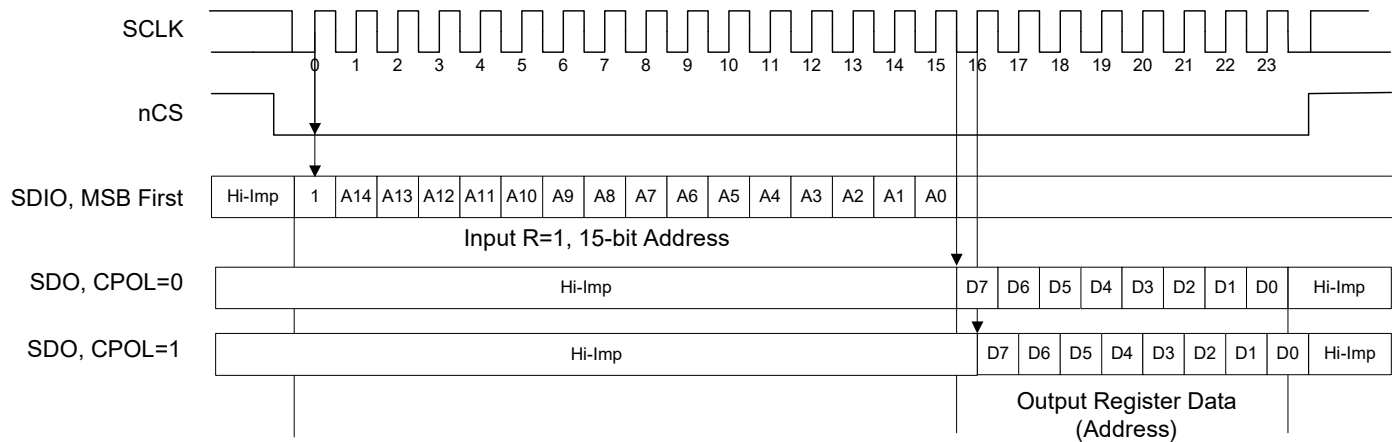 SCLK
0 1 2 3 4 5 6 7 8 9 10 11 12 13 14 15 16 17 18 19 20 21 22 23
nCS
SDIO, MSB First Hi-Imp 1 A14 A13 A12 A11 A10 A9 A8 A7 A6 A5 A4 A3 A2 A1 A0
Input R=1, 15-bit Address
SDO, CPOL=0 Hi-Imp D7 D6 D5 D4 D3 D2 D1 D0 Hi-Imp
SDO, CPOL=1 Hi-Imp D7 D6 D5 D4 D3 D2 D1 D0 Hi-Imp
Output Register Data
(Address)